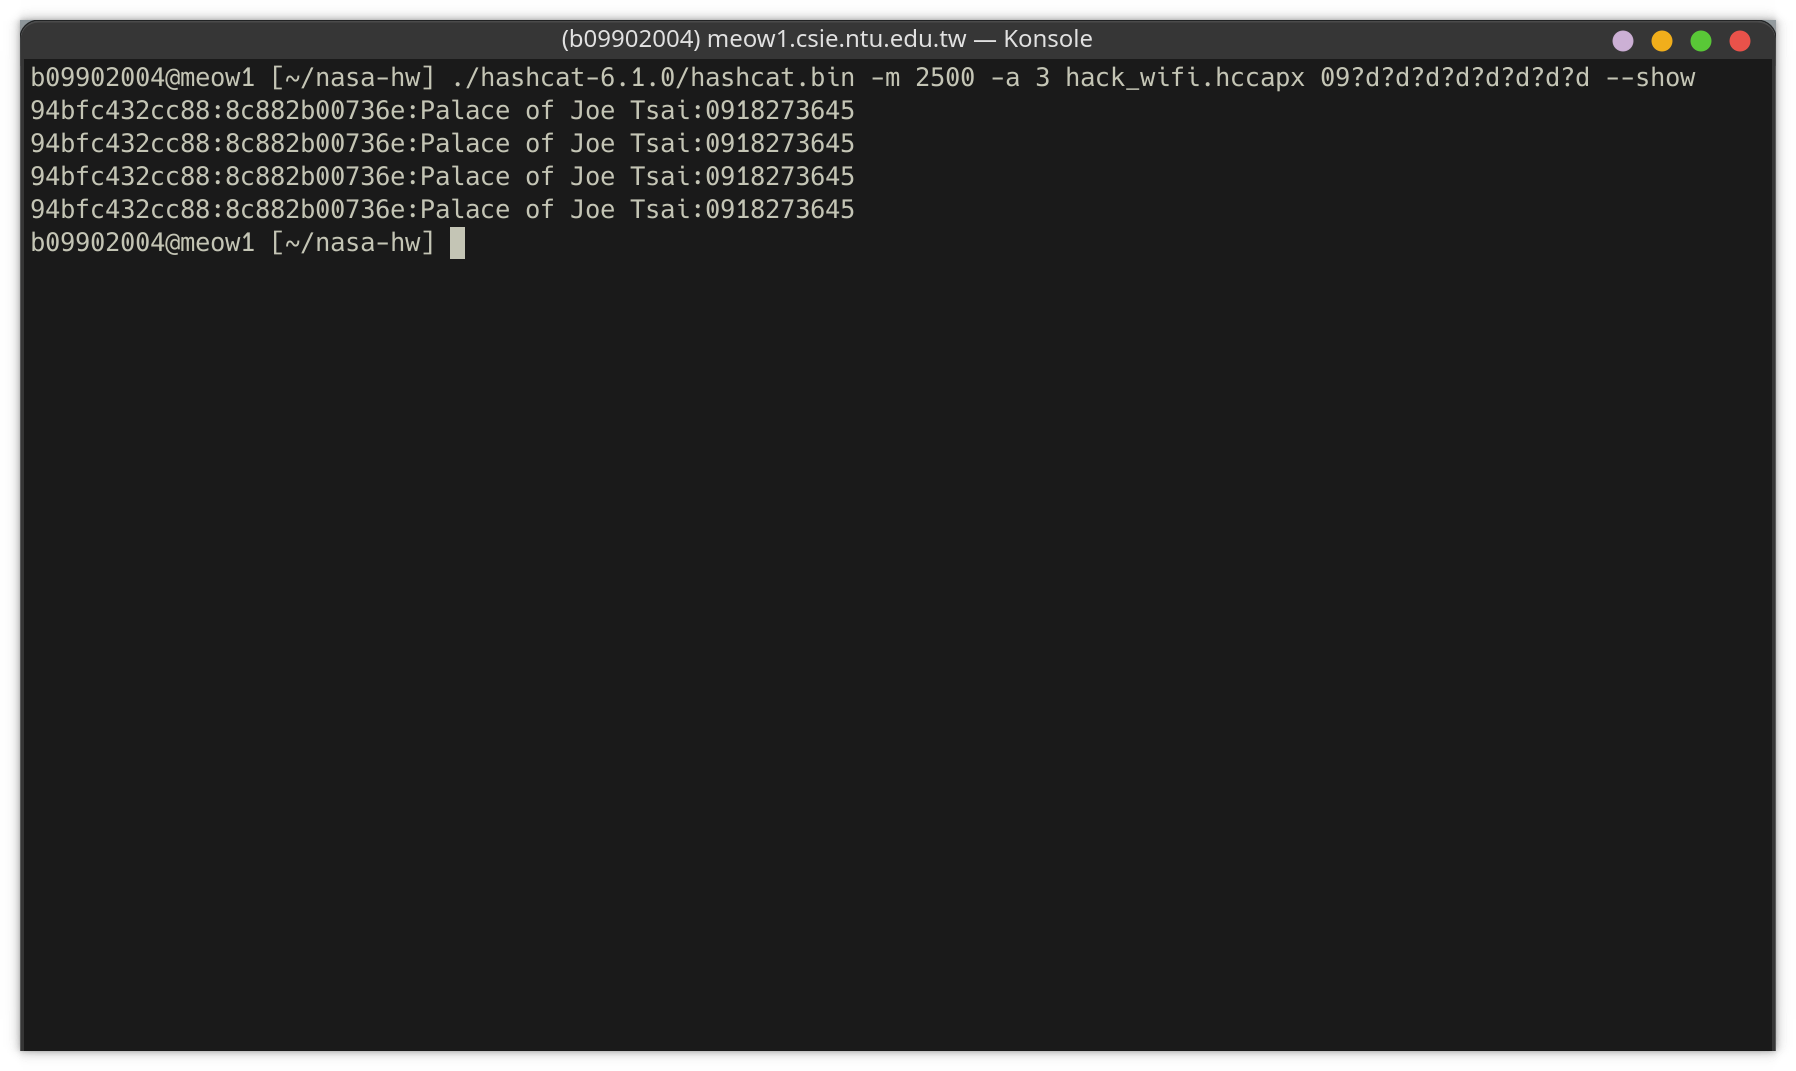 (b09902004) meow1.csie.ntu.edu.tw — Konsole
b09902004@meow1 [~/nasa-hw] ./hashcat-6.1.0/hashcat.bin -m 2500 -a 3 hack_wifi.hccapx 09?d?d?d?d?d?d?d?d --show
94bfc432cc88:8c882b00736e:Palace of Joe Tsai:0918273645
94bfc432cc88:8c882b00736e:Palace of Joe Tsai:0918273645
94bfc432cc88:8c882b00736e:Palace of Joe Tsai:0918273645
94bfc432cc88:8c882b00736e:Palace of Joe Tsai:0918273645
b09902004@meow1 [~/nasa-hw]